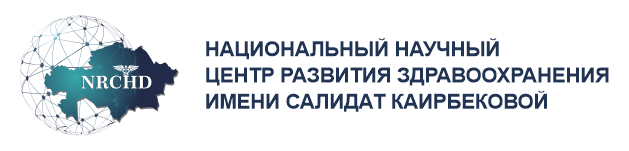 NRCHD
НАЦИОНАЛЬНЫЙ НАУЧНЫЙ
ЦЕНТР РАЗВИТИЯ ЗДРАВООХРАНЕНИЯ
ИМЕНИ САЛИДАТ КАИРБЕКОВОЙ